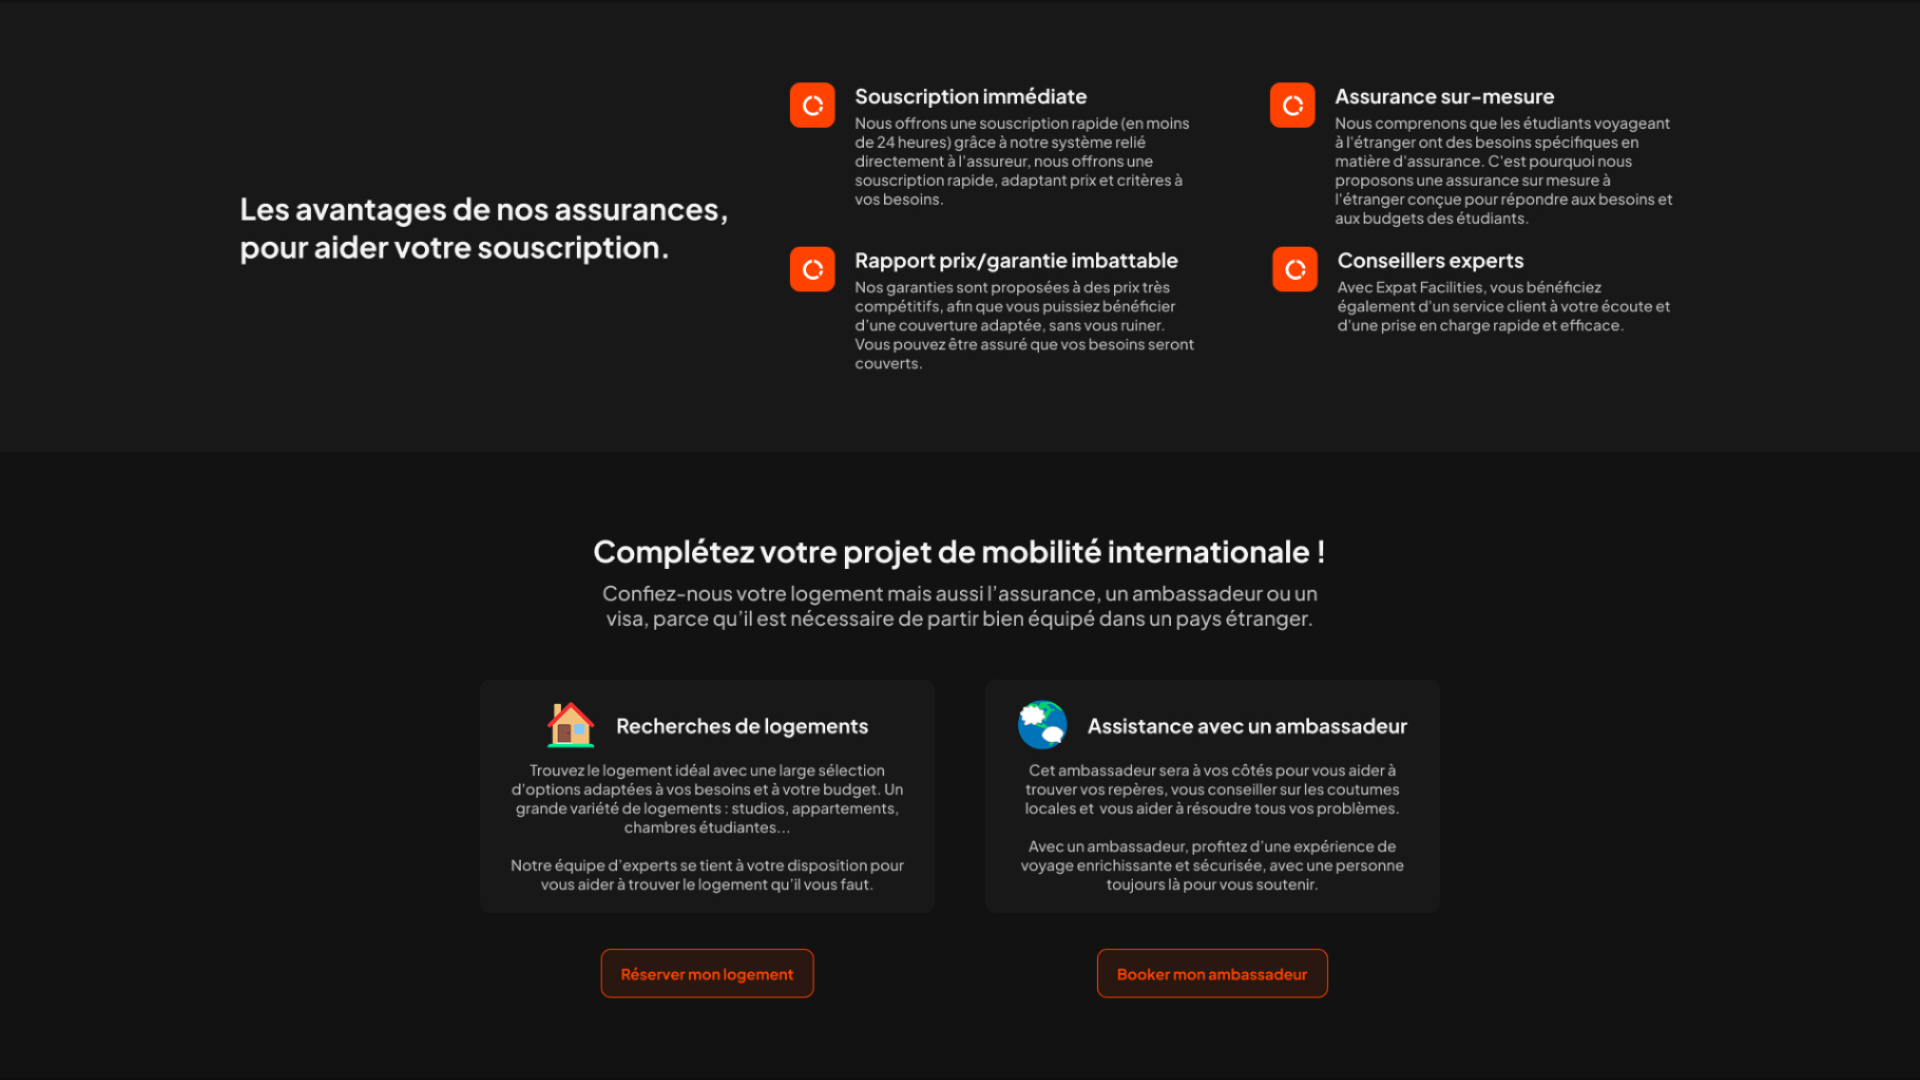 Les avantages de nos assurances,
pour aider votre souscription.
Souscription immédiate
Nous offrons une souscription rapide (en moins
de 24 heures) grâce à notre système relié
directement à l'assureur, nous offrons une
souscription rapide, adaptant prix et critères à
vos besoins.
Assurance sur-mesure
Nous comprenons que les étudiants voyageant
à l'étranger ont des besoins spécifiques en
matière d'assurance. C'est pourquoi nous
proposons une assurance sur mesure à
l'étranger conçue pour répondre aux besoins et
aux budgets des étudiants.
Rapport prix/garantie imbattable
Nos garanties sont proposées à des prix très
compétitifs, afin que vous puissiez bénéficier
d'une couverture adaptée, sans vous ruiner.
Vous pouvez être assuré que vos besoins seront
couverts.
Conseillers experts
Avec Expat Facilities, vous bénéficiez
également d'un service client à votre écoute et
d'une prise en charge rapide et efficace.
Complétez votre projet de mobilité internationale !
Confiez-nous votre logement mais aussi l'assurance, un ambassadeur ou un
visa, parce qu'il est nécessaire de partir bien équipé dans un pays étranger.
Recherches de logements
Trouvez le logement idéal avec une large sélection
d'options adaptées à vos besoins et à votre budget. Un
grande variété de logements : studios, appartements,
chambres étudiantes...
Notre équipe d'experts se tient à votre disposition pour
vous aider à trouver le logement qu'il vous faut.
Réserver mon logement
Assistance avec un ambassadeur
Cet ambassadeur sera à vos côtés pour vous aider à
trouver vos repères, vous conseiller sur les coutumes
locales et vous aider à résoudre tous vos problèmes.
Avec un ambassadeur, profitez d'une expérience de
voyage enrichissante et sécurisée, avec une personne
toujours là pour vous soutenir.
Booker mon ambassadeur